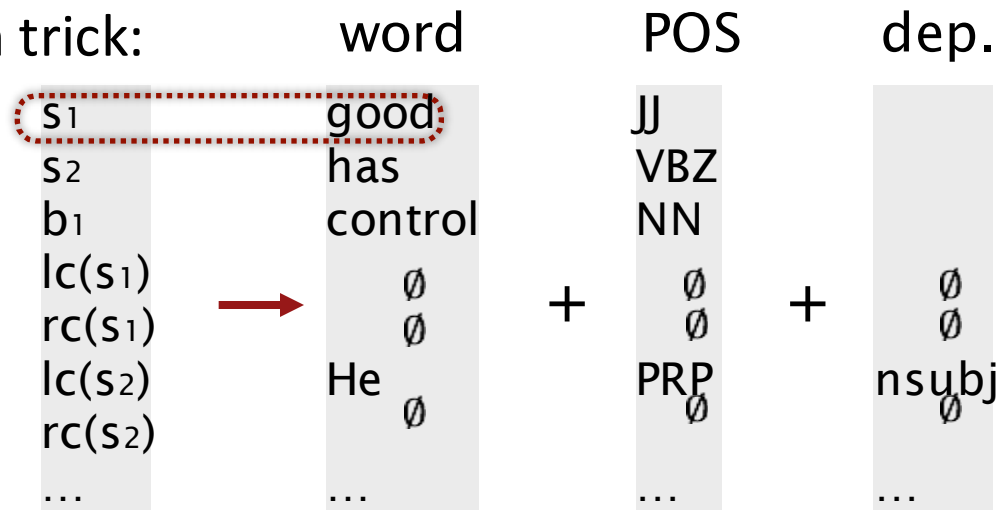 trick: word POS dep.
s₁ good JJ
s₂ has VBZ
b₁ control NN
lc(s₁) ∅ ∅ ∅
rc(s₁) → ∅ + ∅ + ∅
lc(s₂) He PRP nsubj
rc(s₂) ∅ ∅ ∅
… … … …